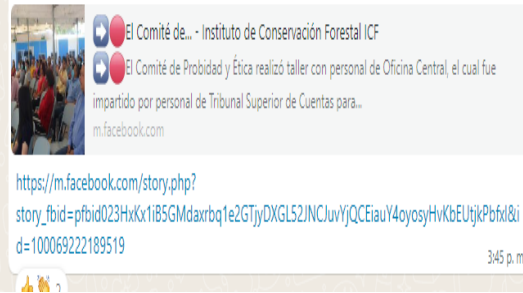 El Comité de... - Instituto de Conservación Forestal ICF
El Comité de Probidad y Ética realizó taller con personal de Oficina Central, el cual fue
impartido por personal de Tribunal Superior de Cuentas para...
m.facebook.com
https://m.facebook.com/story.php?
story_fbid=pfbid023HxKx1iB5GMdaxrbq1e2GTjyDXGL52JNCJuvYjQCEiauY4oyosyHvKbEUtjkPbfxl&i
d=100069222189519
3:45 p. m
2